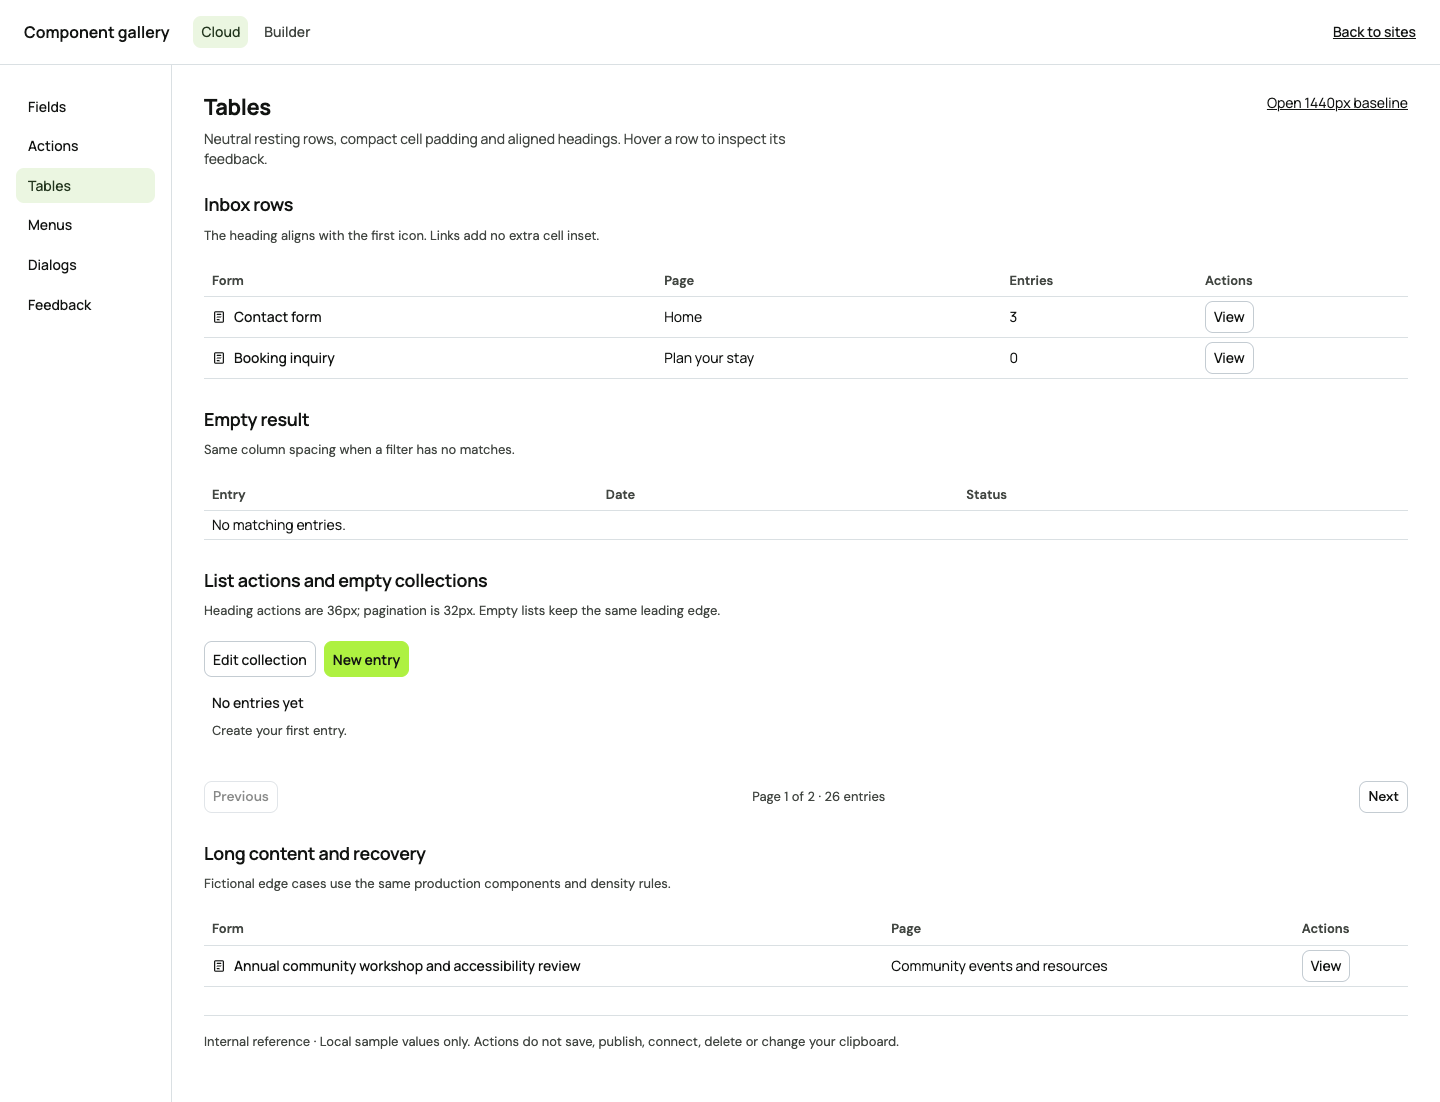 Component gallery Cloud Builder Back to sites
Fields
Actions
Tables
Menus
Dialogs
Feedback
Tables
Open 1440px baseline
Neutral resting rows, compact cell padding and aligned headings. Hover a row to inspect its
feedback.
Inbox rows
The heading aligns with the first icon. Links add no extra cell inset.
Form Page Entries Actions
Contact form Home 3 View
Booking inquiry Plan your stay 0 View
Empty result
Same column spacing when a filter has no matches.
Entry Date Status
No matching entries.
List actions and empty collections
Heading actions are 36px; pagination is 32px. Empty lists keep the same leading edge.
Edit collection New entry
No entries yet
Create your first entry.
Previous Page 1 of 2 · 26 entries Next
Long content and recovery
Fictional edge cases use the same production components and density rules.
Form Page Actions
Annual community workshop and accessibility review Community events and resources View
Internal reference · Local sample values only. Actions do not save, publish, connect, delete or change your clipboard.